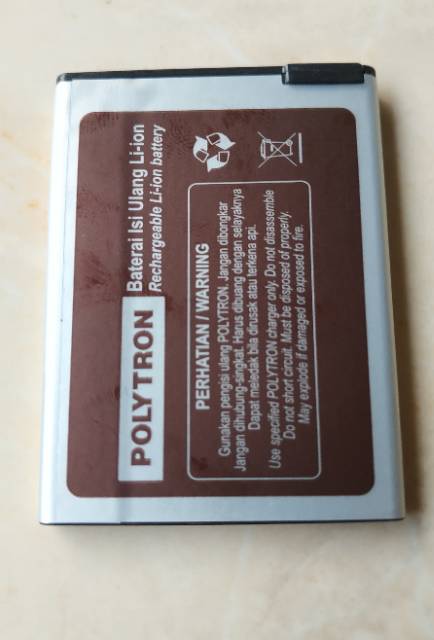 POLYTRON
Baterai Isi Ulang Li-ion
Rechargeable Li-ion battery
PERHATIAN / WARNING
Gunakan pengisi ulang POLYTRON. Jangan dibongkar
Jangan dihubung-singkat. Harus dibuang dengan selayaknya
Dapat meledak bila dirusak atau terkena api.
Use specified POLYTRON charger only. Do not disassemble
Do not short circuit. Must be disposed of properly.
May explode if damaged or exposed to fire.